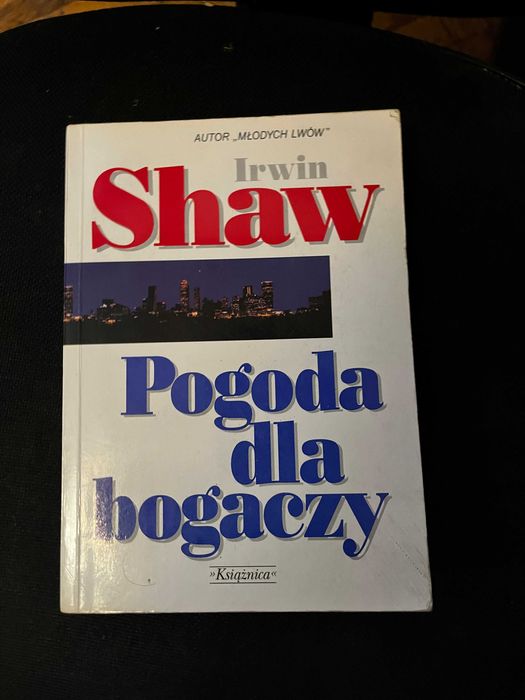 AUTOR „MŁODYCH LWÓW”
Irwin
Shaw
Pogoda
dla
bogaczy
»Książnica«